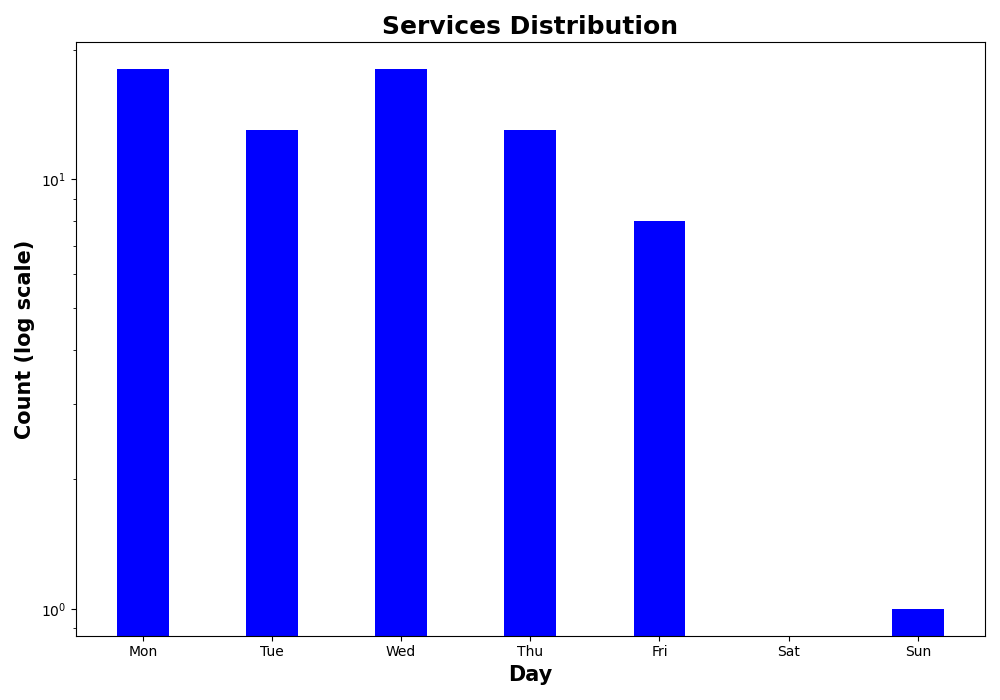 Services Distribution
Count (log scale)
10¹
10⁰
Mon Tue Wed Thu Fri Sat Sun
Day